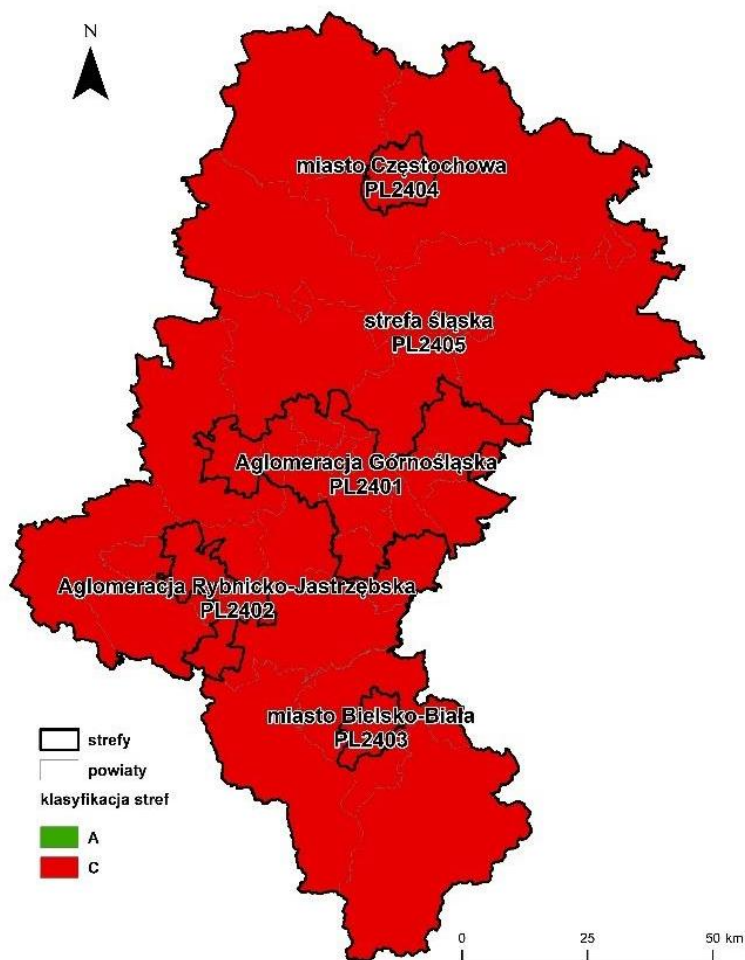 N
miasto Częstochowa
PL2404
strefa śląska
PL2405
Aglomeracja Górnośląska
PL2401
Aglomeracja Rybnicko-Jastrzębska
PL2402
miasto Bielsko-Biała
PL2403
strefy
powiaty
klasyfikacja stref
A
C
0 25 50 km